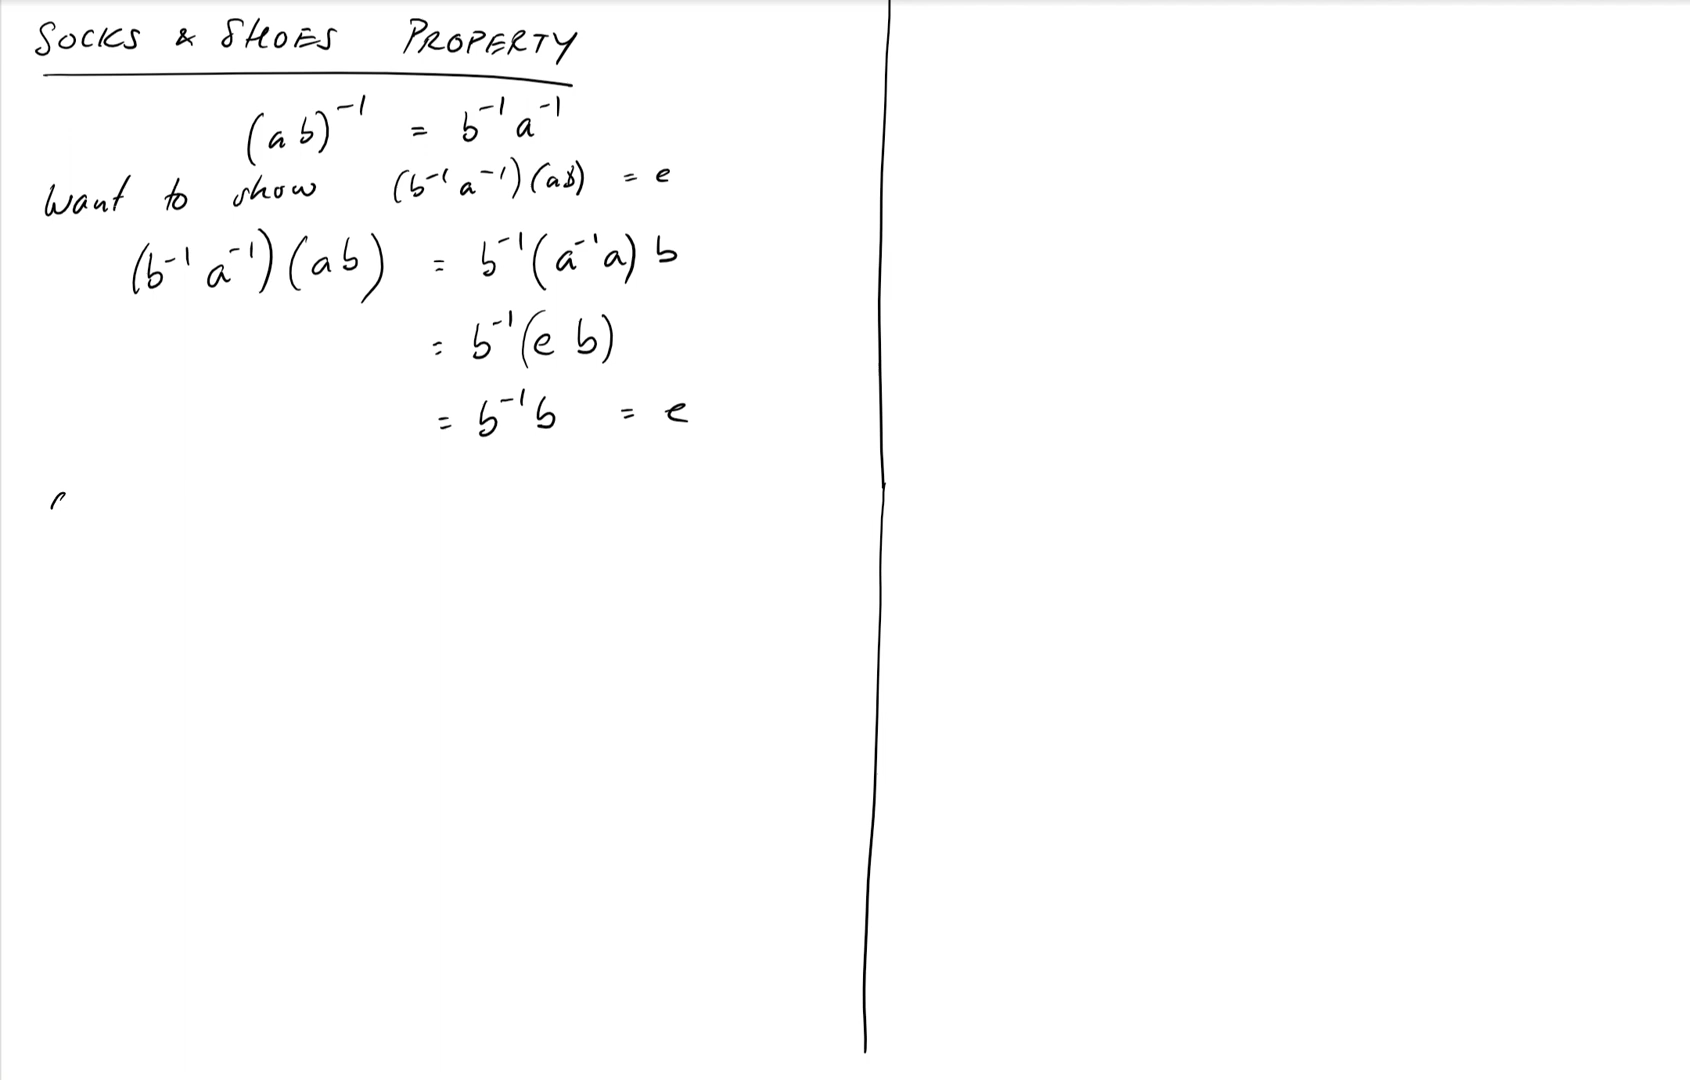 SOCKS & SHOES PROPERTY
(ab)⁻¹ = b⁻¹a⁻¹
Want to show (b⁻¹a⁻¹)(ab) = e
(b⁻¹a⁻¹)(ab) = b⁻¹(a⁻¹a)b
= b⁻¹(e b)
= b⁻¹b = e